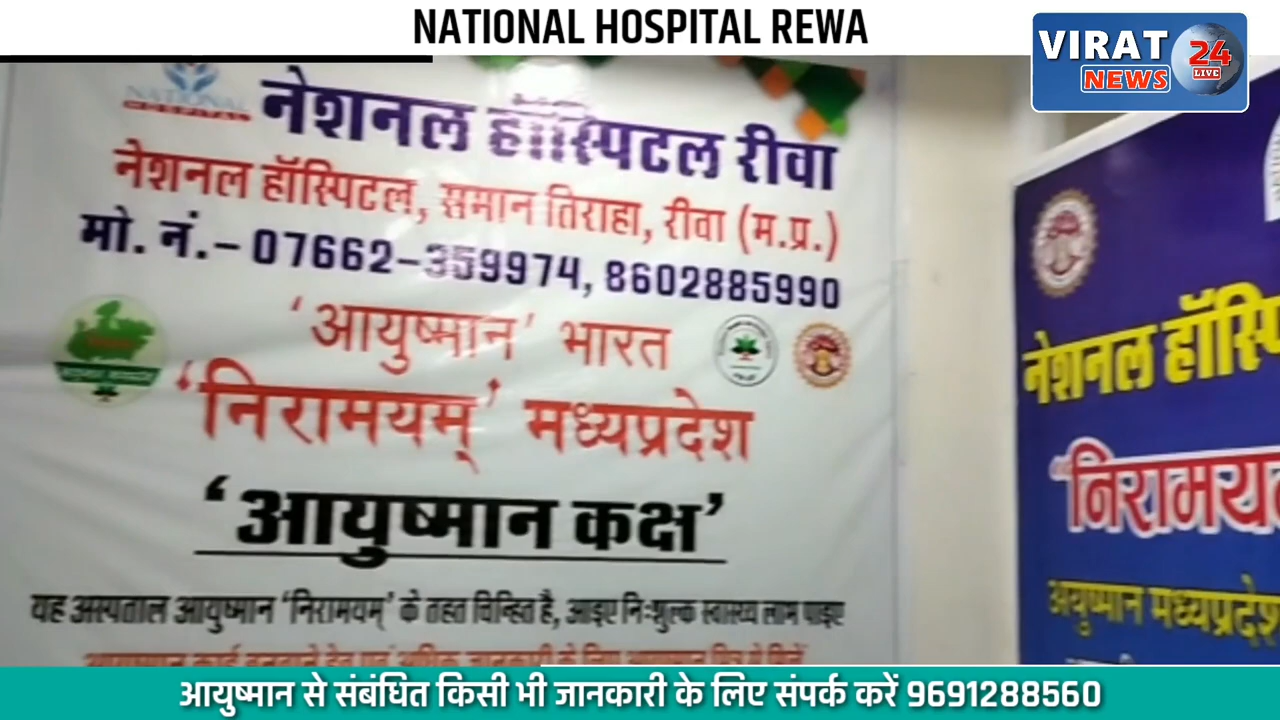 NATIONAL HOSPITAL REWA
VIRAT 24
NEWS LIVE
NATIONAL
नेशनल हॉस्पिटल रीवा
नेशनल हॉस्पिटल, समान तिराहा, रीवा (म.प्र.)
मो. नं.– 07662–359974, 8602885990
'आयुष्मान' भारत
'निरामयम्' मध्यप्रदेश
'आयुष्मान कक्ष'
यह अस्पताल आयुष्मान 'निरामयम्' के तहत चिन्हित है, आइए निःशुल्क स्वास्थ्य लाभ पाइए
नेशनल
आयुष्मान मध्यप्रदेश
आयुष्मान से संबंधित किसी भी जानकारी के लिए संपर्क करें 9691288560